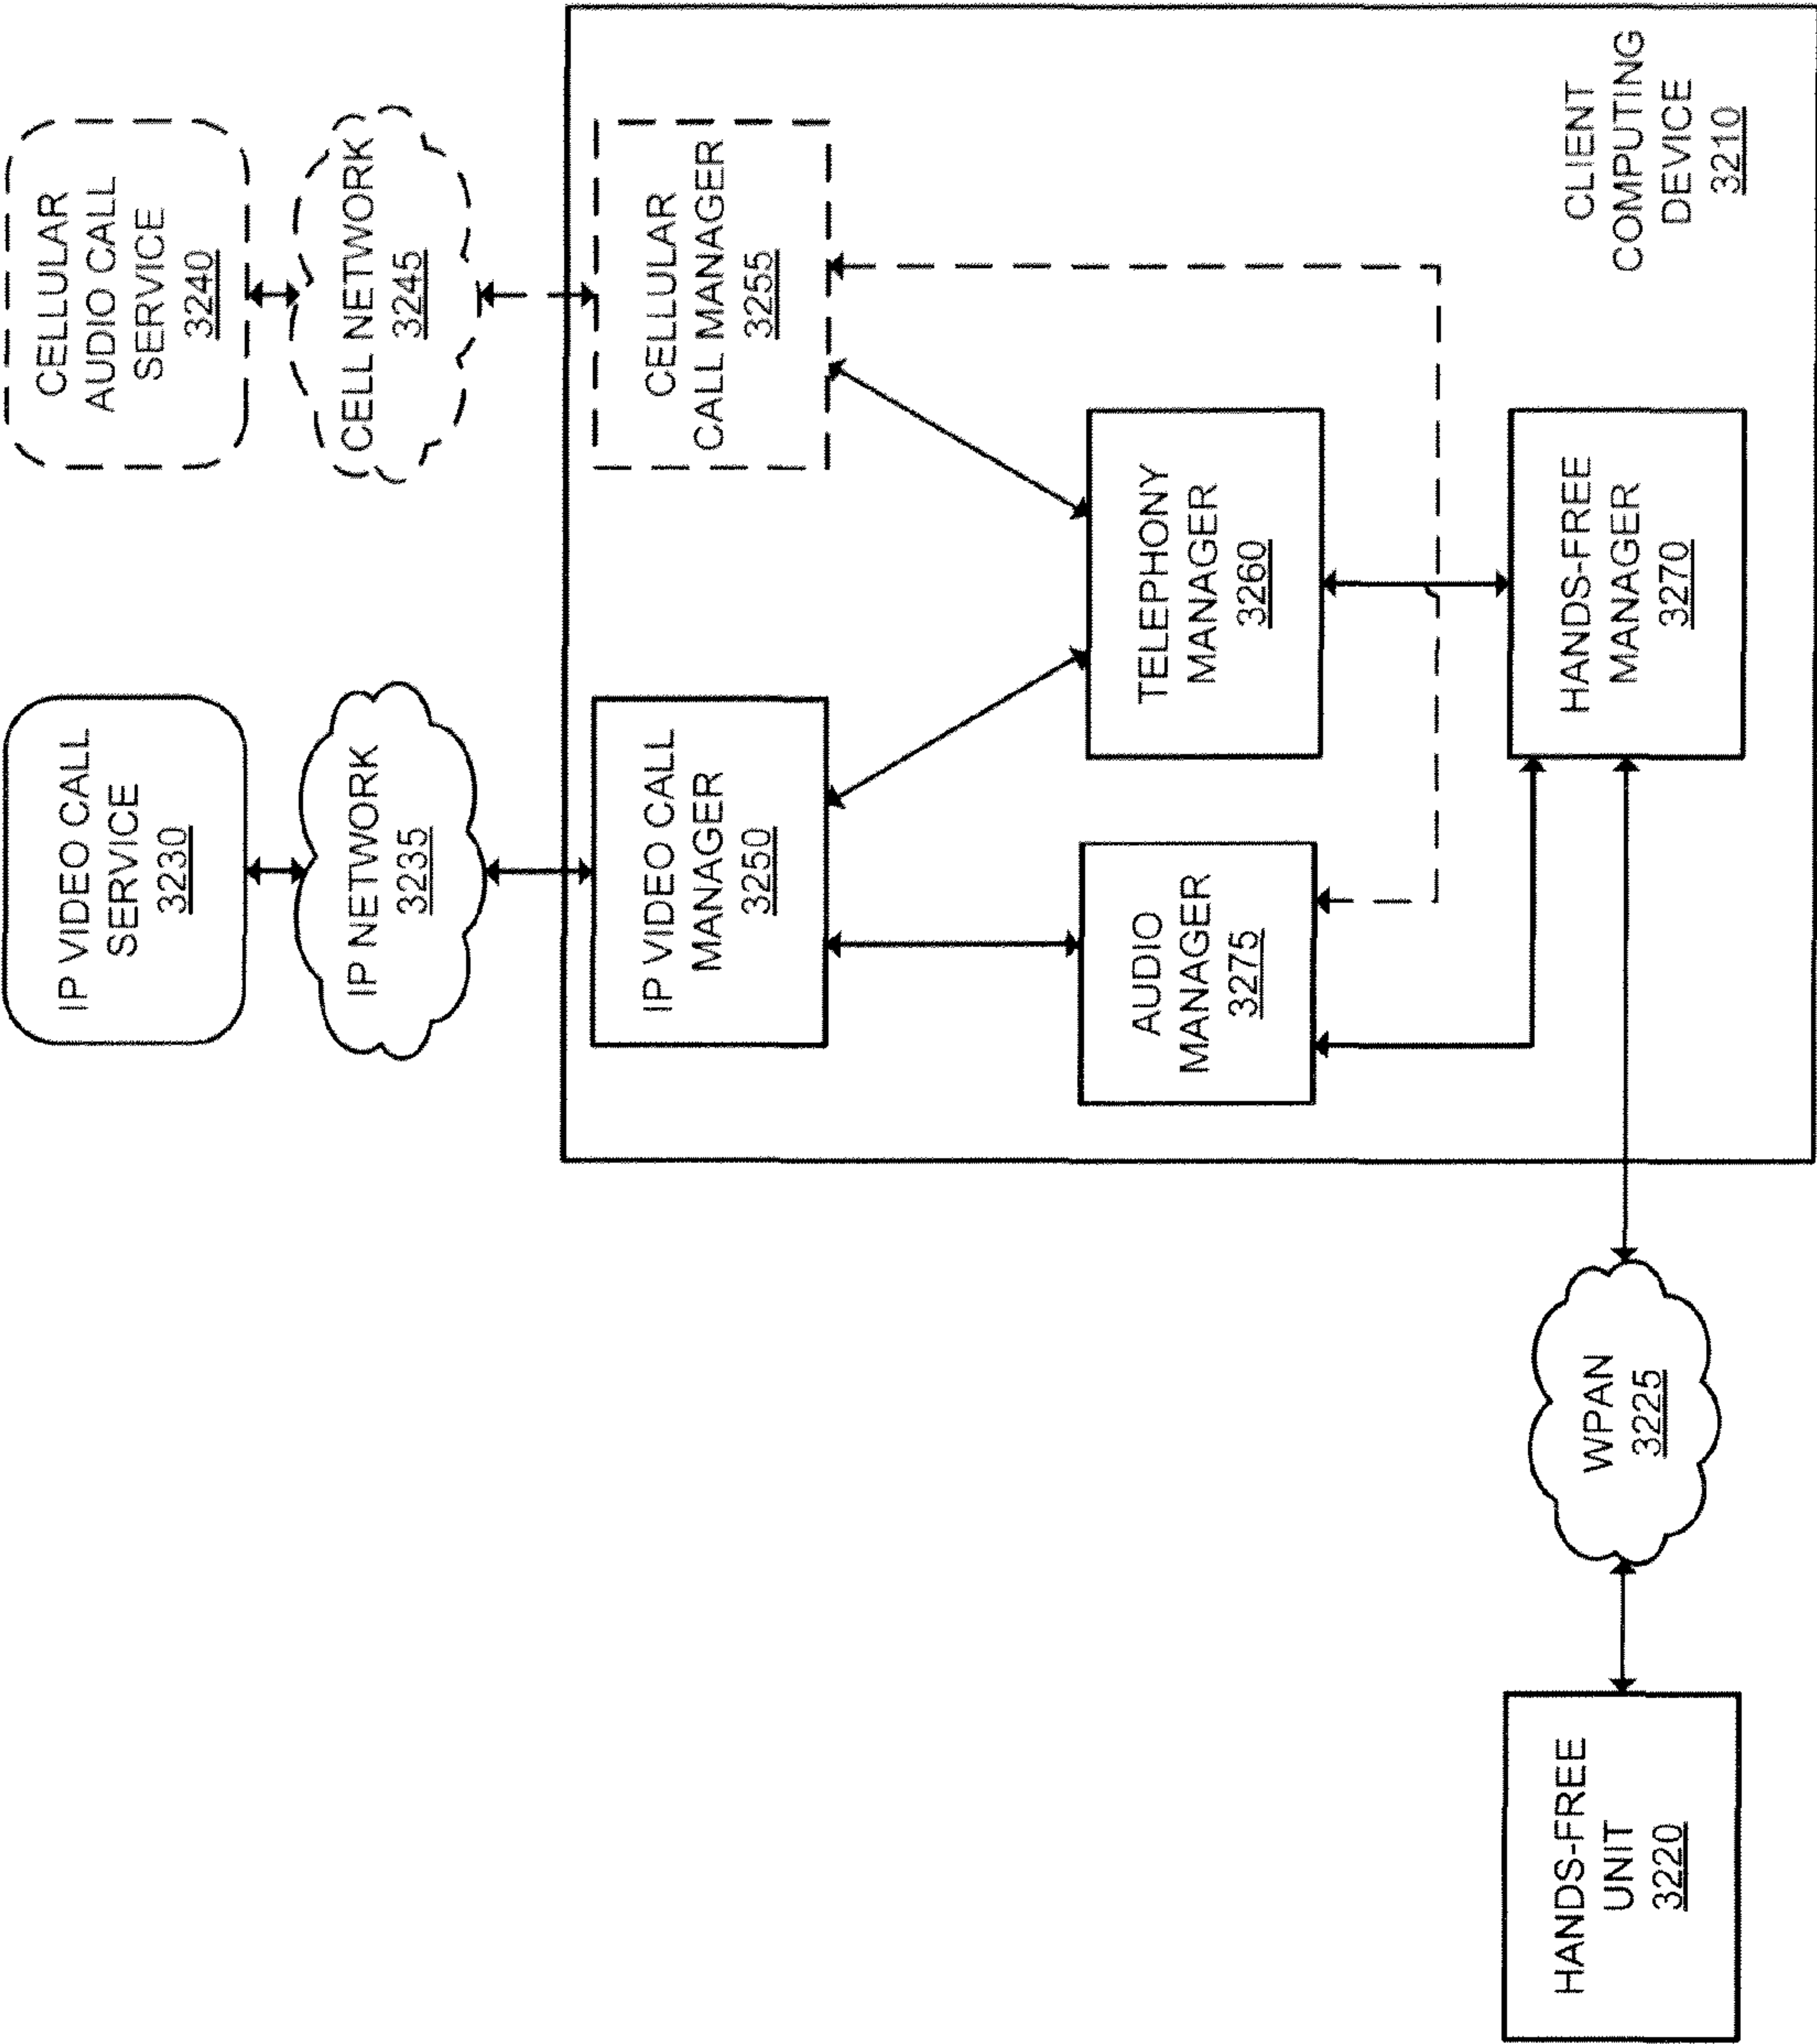 CELLULAR
AUDIO CALL
SERVICE
3240
CELL NETWORK
3245
CELLULAR
CALL MANAGER
3255
IP VIDEO CALL
SERVICE
3230
IP NETWORK
3235
IP VIDEO CALL
MANAGER
3250
TELEPHONY
MANAGER
3260
AUDIO
MANAGER
3275
HANDS-FREE
MANAGER
3270
CLIENT
COMPUTING
DEVICE
3210
WPAN
3225
HANDS-FREE
UNIT
3220